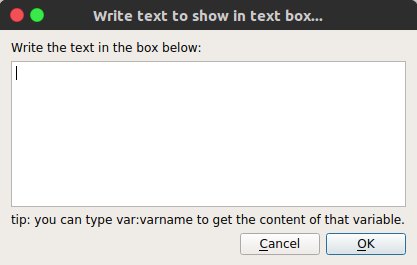 Write text to show in text box...
Write the text in the box below:
tip: you can type var:varname to get the content of that variable.
Cancel
OK